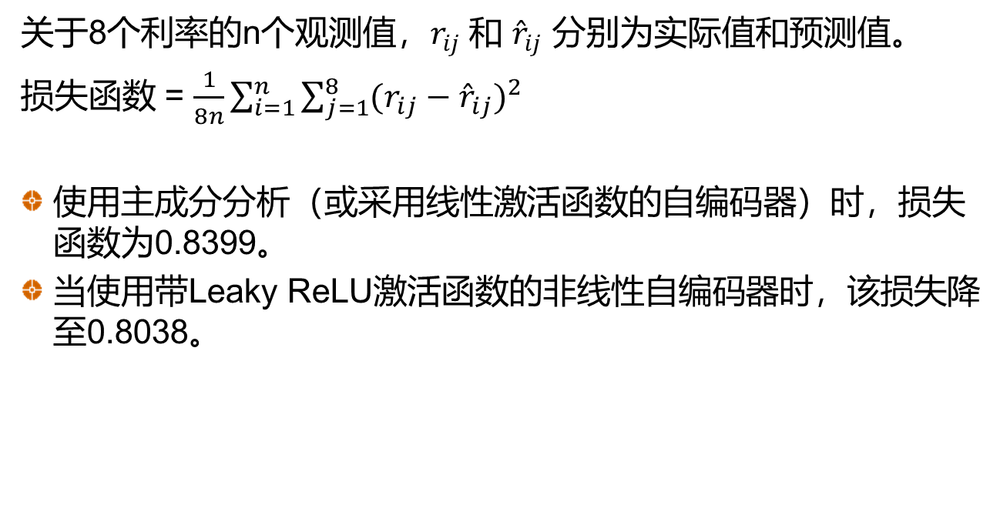 关于8个利率的n个观测值，$r_{ij}$ 和 $\hat{r}_{ij}$ 分别为实际值和预测值。
损失函数 = $\frac{1}{8n}\sum_{i=1}^{n}\sum_{j=1}^{8}(r_{ij} - \hat{r}_{ij})^2$
使用主成分分析（或采用线性激活函数的自编码器）时，损失
函数为0.8399。
当使用带Leaky ReLU激活函数的非线性自编码器时，该损失降
至0.8038。